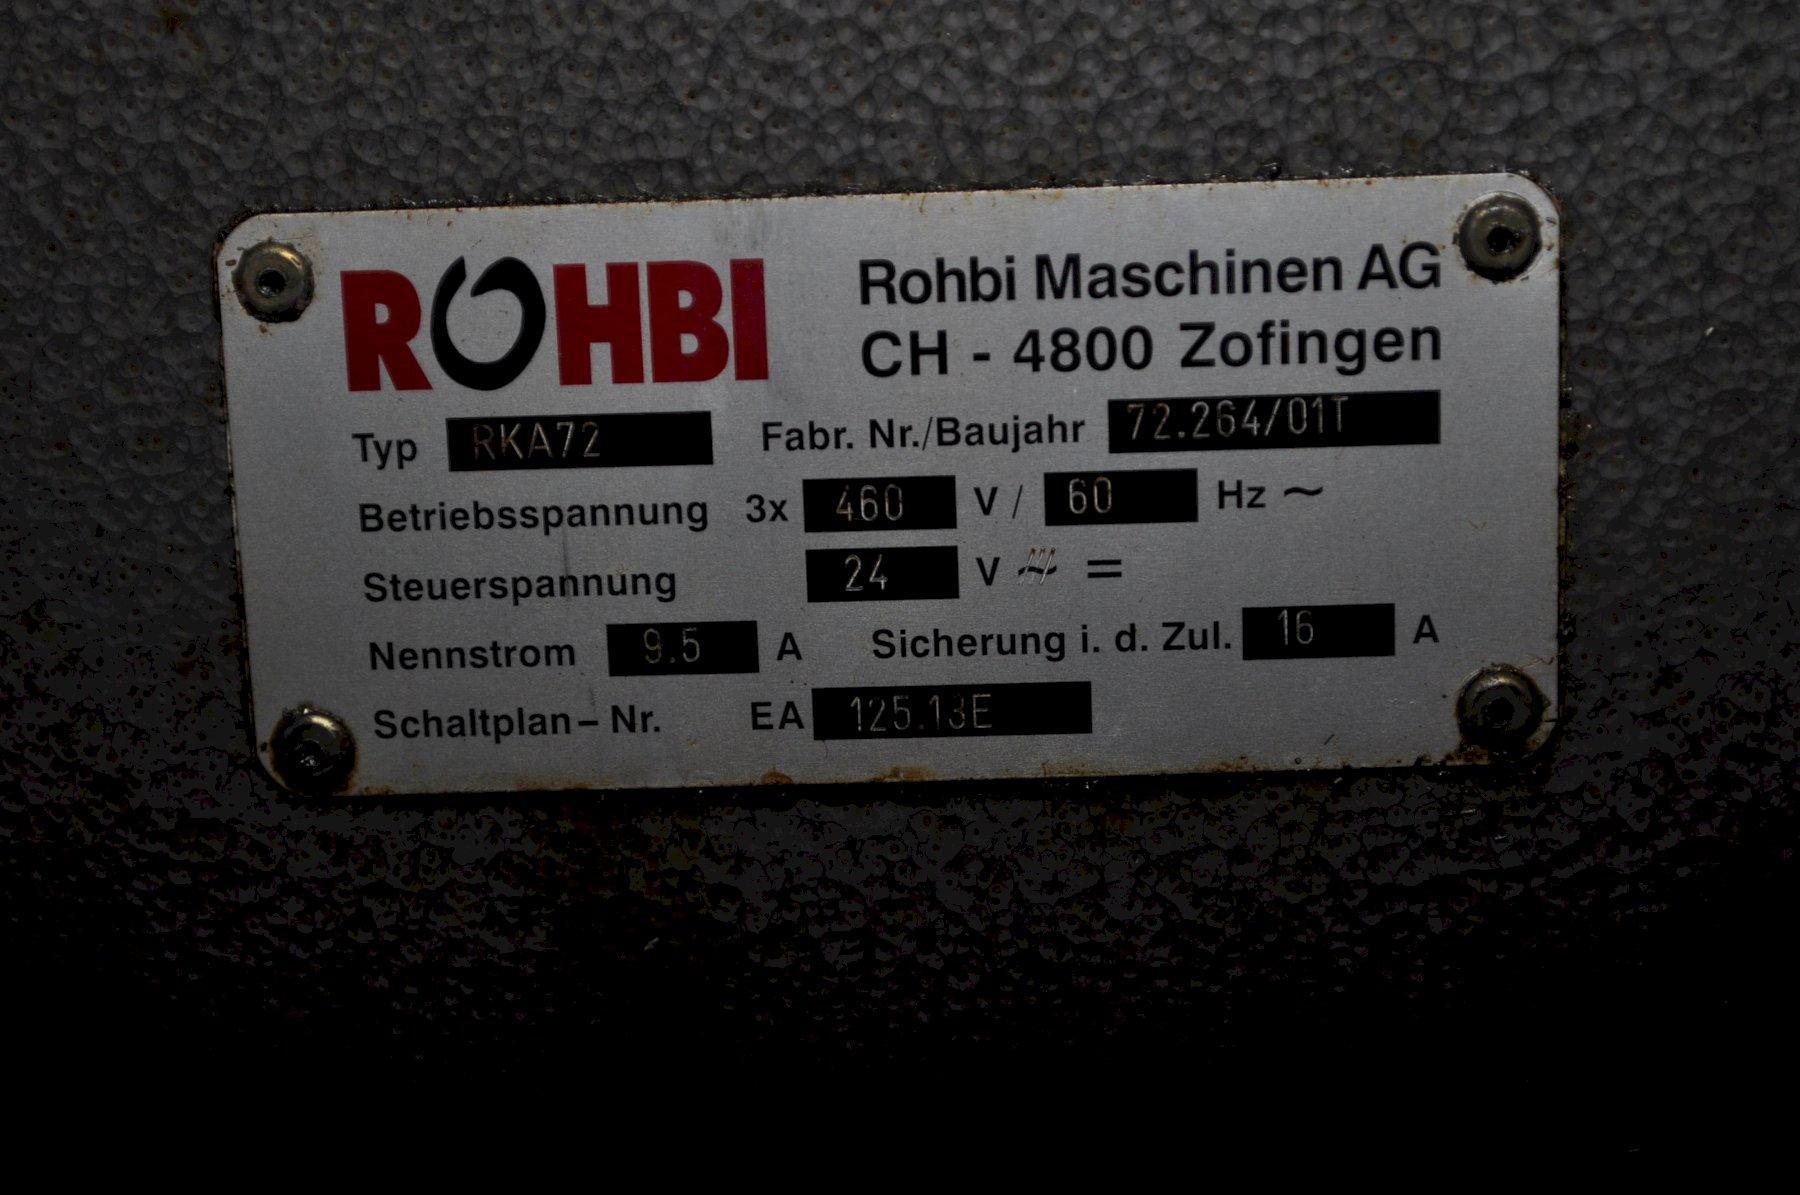 ROHBI
Rohbi Maschinen AG
CH - 4800 Zofingen
Typ RKA72 Fabr. Nr./Baujahr 72.264/01T
Betriebsspannung 3x 460 V / 60 Hz ~
Steuerspannung 24 V ~ =
Nennstrom 9.5 A Sicherung i. d. Zul. 16 A
Schaltplan – Nr. EA 125.13E